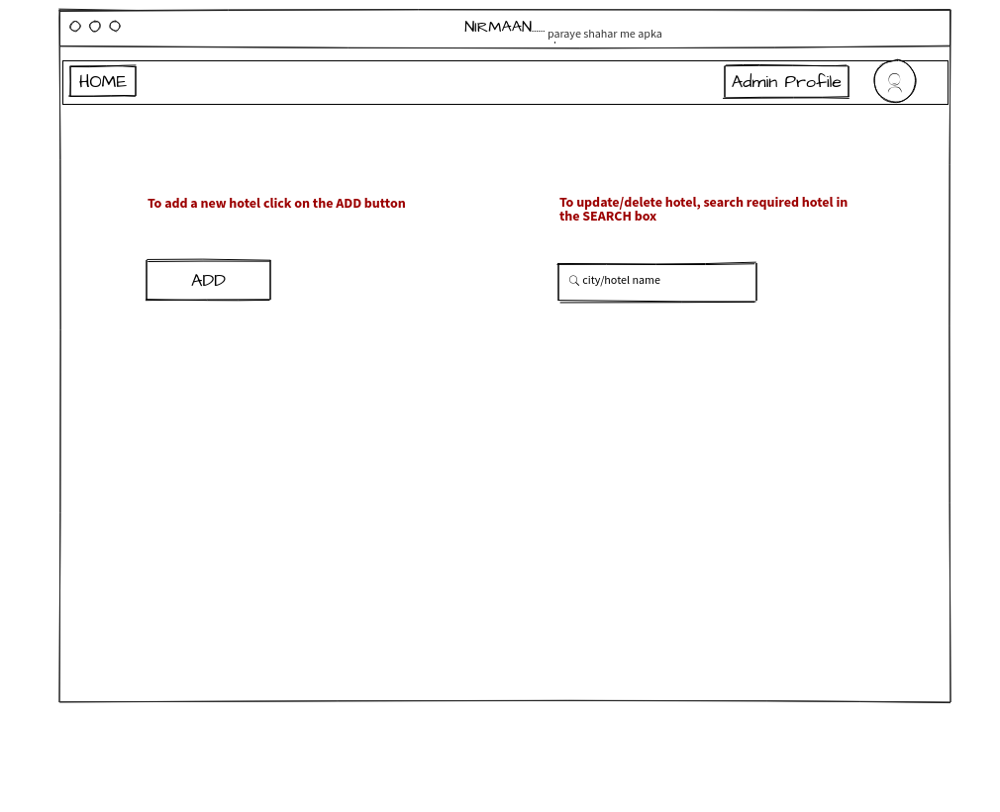 NIRMAAN...... paraye shahar me apka
HOME
Admin Profile
To add a new hotel click on the ADD button
To update/delete hotel, search required hotel in
the SEARCH box
ADD
city/hotel name